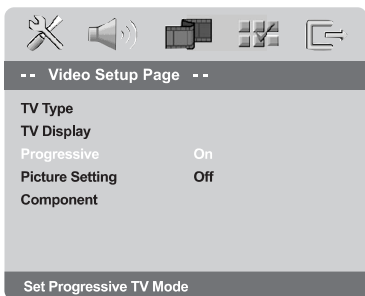 -- Video Setup Page --
TV Type
TV Display
Progressive On
Picture Setting Off
Component
Set Progressive TV Mode